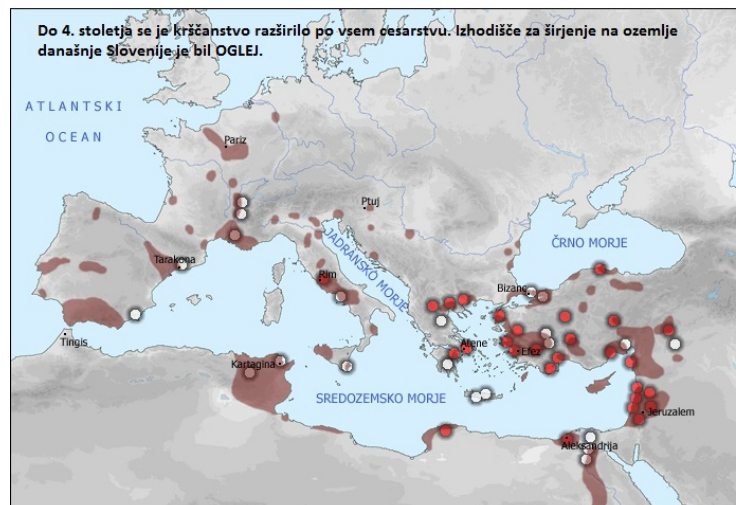 Do 4. stoletja se je krščanstvo razširilo po vsem cesarstvu. Izhodišče za širjenje na ozemlje
današnje Slovenije je bil OGLEJ.
ATLANTSKI
OCEAN
Pariz
Ptuj
ČRNO MORJE
JADRANSKO MORJE
Tarakona
Rim
Bizanc
Tingis
Atene
Efez
Kartagina
SREDOZEMSKO MORJE
Jeruzalem
Aleksandrija